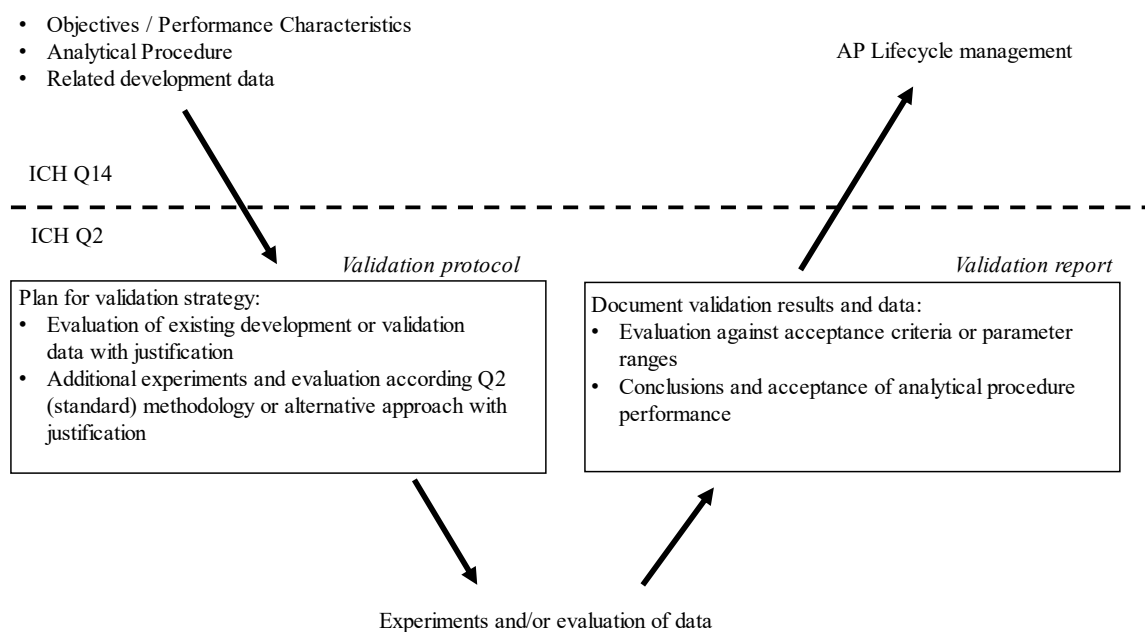 • Objectives / Performance Characteristics
• Analytical Procedure
• Related development data
AP Lifecycle management
ICH Q14
ICH Q2
Validation protocol
Plan for validation strategy:
• Evaluation of existing development or validation
data with justification
• Additional experiments and evaluation according Q2
(standard) methodology or alternative approach with
justification
Validation report
Document validation results and data:
• Evaluation against acceptance criteria or parameter
ranges
• Conclusions and acceptance of analytical procedure
performance
Experiments and/or evaluation of data